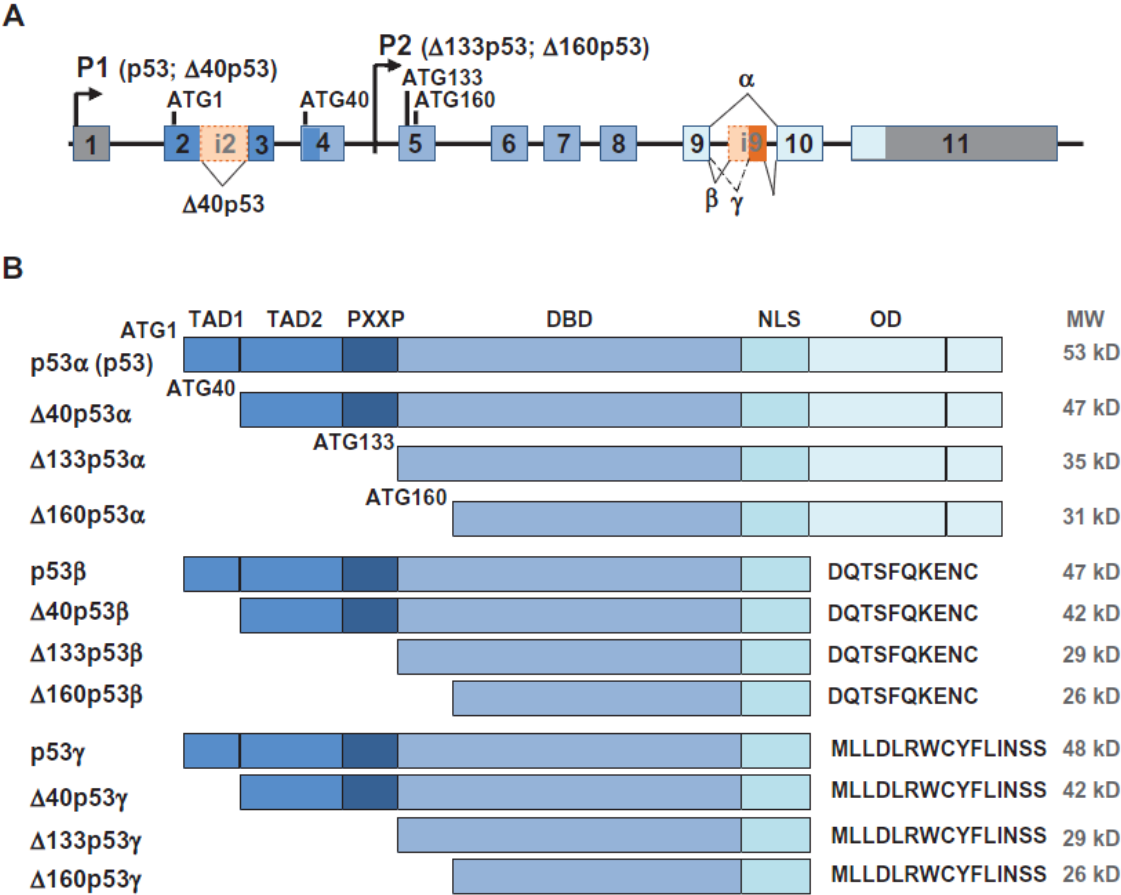 A
P1 (p53; Δ40p53)
P2 (Δ133p53; Δ160p53)
ATG1
ATG40
ATG133
ATG160
α
1
2
i2
3
4
5
6
7
8
9
i9
10
11
Δ40p53
β
γ
B
TAD1 TAD2 PXXP DBD NLS OD MW
ATG1
p53α (p53) 53 kD
ATG40
Δ40p53α 47 kD
ATG133
Δ133p53α 35 kD
ATG160
Δ160p53α 31 kD
p53β DQTSFQKENC 47 kD
Δ40p53β DQTSFQKENC 42 kD
Δ133p53β DQTSFQKENC 29 kD
Δ160p53β DQTSFQKENC 26 kD
p53γ MLLDLRWCYFLINSS 48 kD
Δ40p53γ MLLDLRWCYFLINSS 42 kD
Δ133p53γ MLLDLRWCYFLINSS 29 kD
Δ160p53γ MLLDLRWCYFLINSS 26 kD